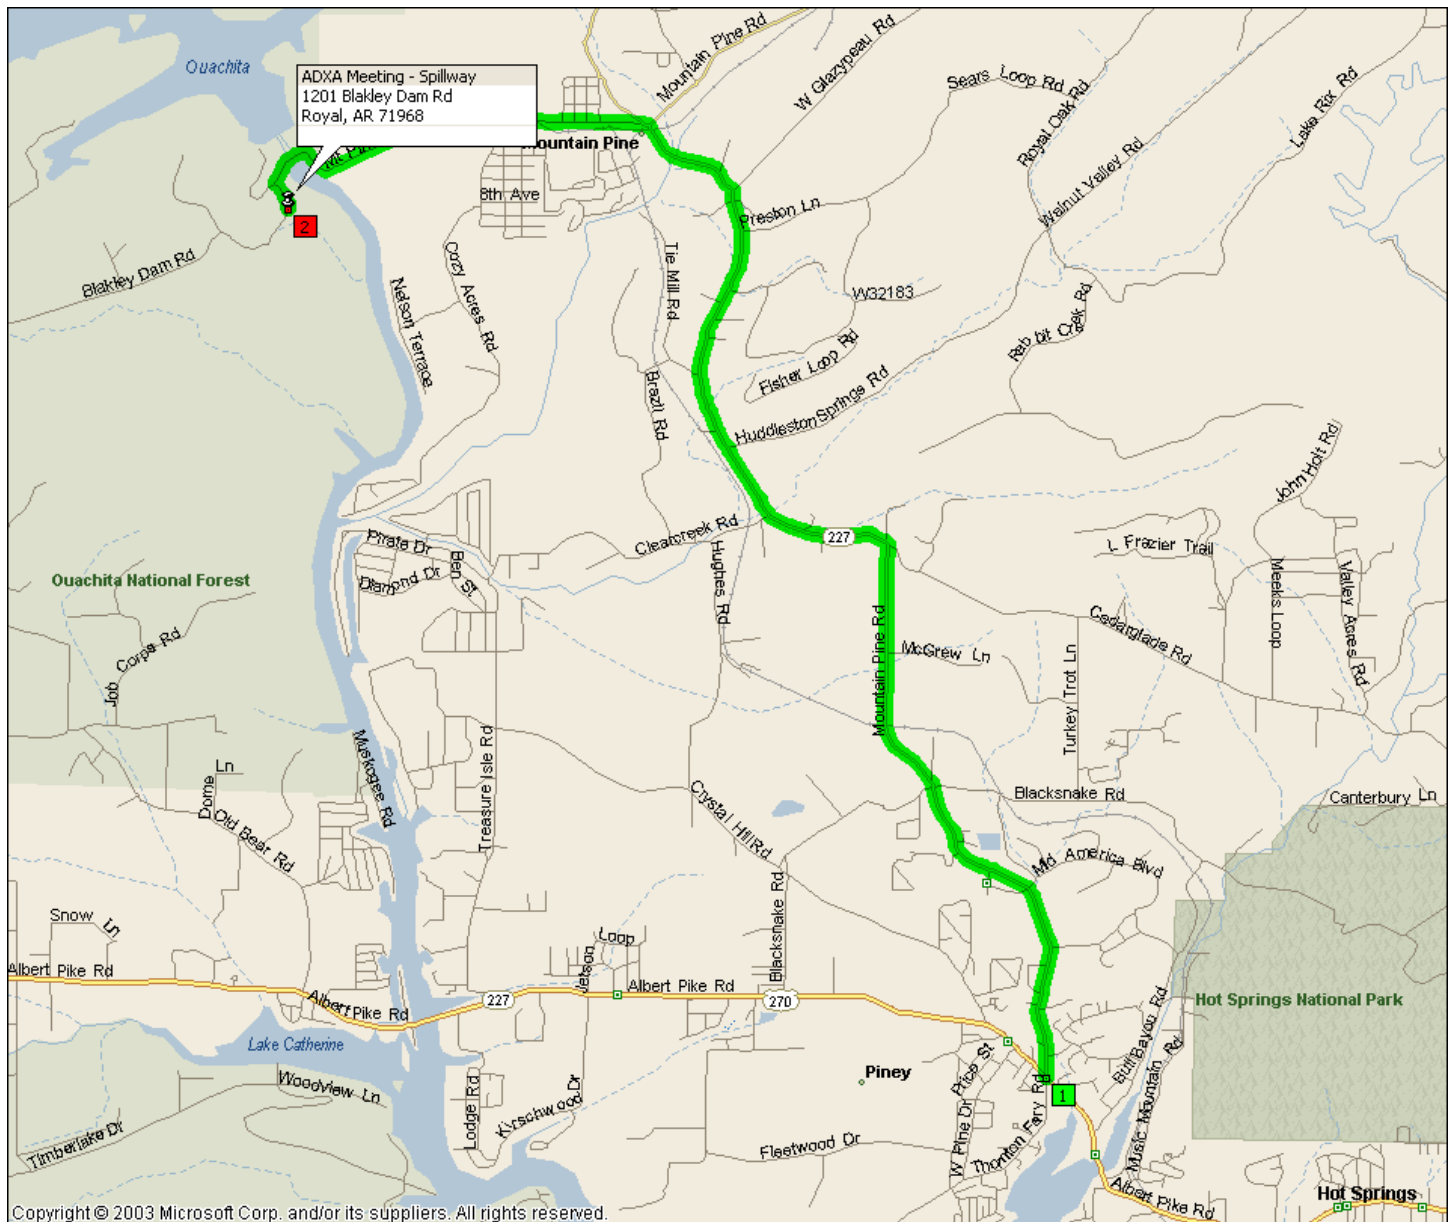 Ouachita
ADXA Meeting - Spillway
1201 Blakley Dam Rd
Royal, AR 71968
Mountain Pine Rd
W Glazypeau Rd
Sears Loop Rd
Royal Oak Rd
Lake Rix Rd
Walnut Valley Rd
Mt Pin
ountain Pine
8th Ave
Preston Ln
2
Blakley Dam Rd
Cozy Acres Rd
Tie Mill Rd
Nelson Terrace
W32183
Rab bit Crek Rd
Fisher Loop Rd
Huddleston Springs Rd
Brazil Rd
John Holt Rd
Clearcreek Rd
227
Pirate Dr
Ben St
Diamond Dr
Hughes Rd
L Frazier Trail
Meeks Loop
Valley Acres Rd
Ouachita National Forest
Cedarglade Rd
Job Corps Rd
Mountain Pine Rd
McGrew Ln
Turkey Trot Ln
Muskogee Rd
Treasure Isle Rd
Dome Ln
Old Bear Rd
Crystal Hill Rd
Blacksnake Rd
Canterbury Ln
Mid America Blvd
Snow Ln
Blacksnake Rd
Jetson Loop
Albert Pike Rd
Albert Pike Rd
227
Albert Pike Rd
270
Hot Springs National Park
Lake Catherine
Bull Bayou Rd
Music Mountain Rd
Price St
Piney
1
Woodview Ln
Lodge Rd
Kirschwood Dr
Timberlake Dr
Fleetwood Dr
W Pine Dr
Thornton Fery Rd
Albert Pike Rd
Hot Springs
Copyright © 2003 Microsoft Corp. and/or its suppliers. All rights reserved.